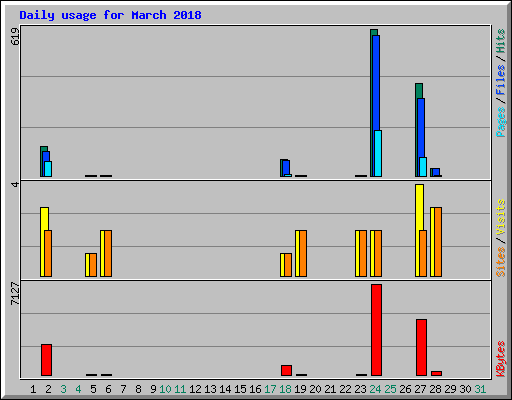 Daily usage for March 2018
619
4
7127
Pages/Files/Hits
Sites/Visits
KBytes
1 2 3 4 5 6 7 8 9 10 11 12 13 14 15 16 17 18 19 20 21 22 23 24 25 26 27 28 29 30 31